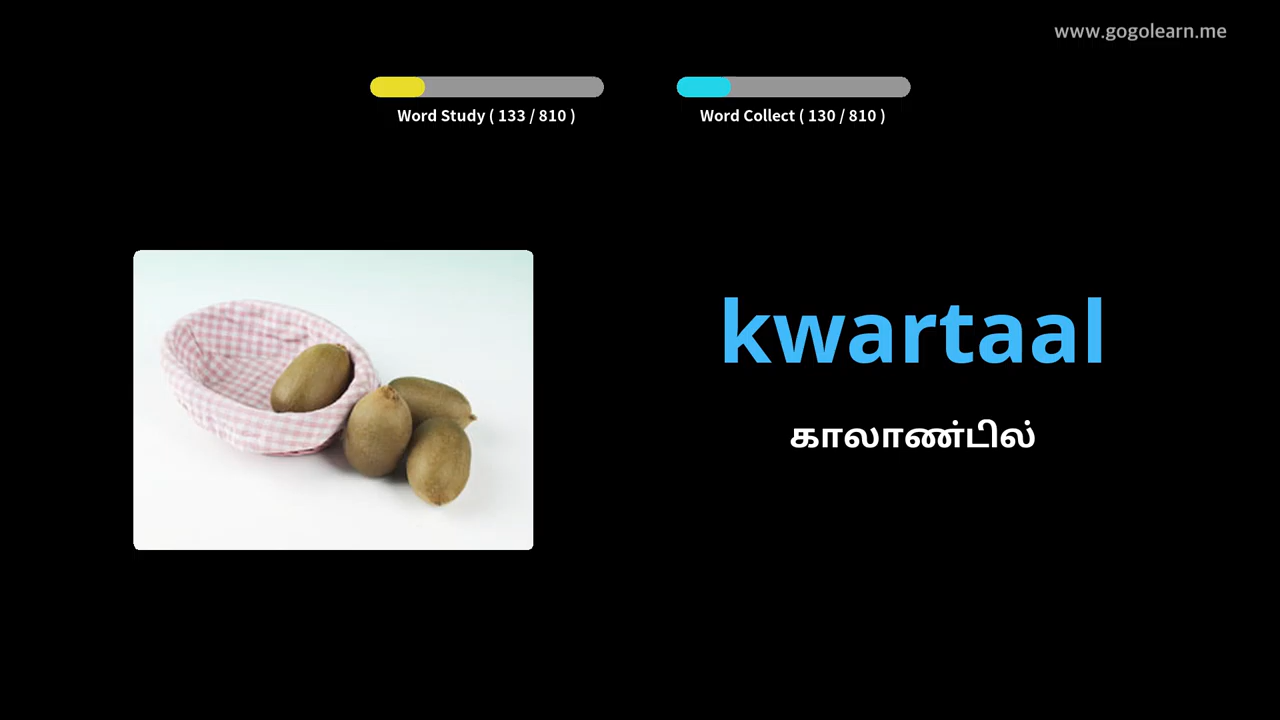 www.gogolearn.me
Word Study ( 133 / 810 )
Word Collect ( 130 / 810 )
kwartaal
காலாண்டில்